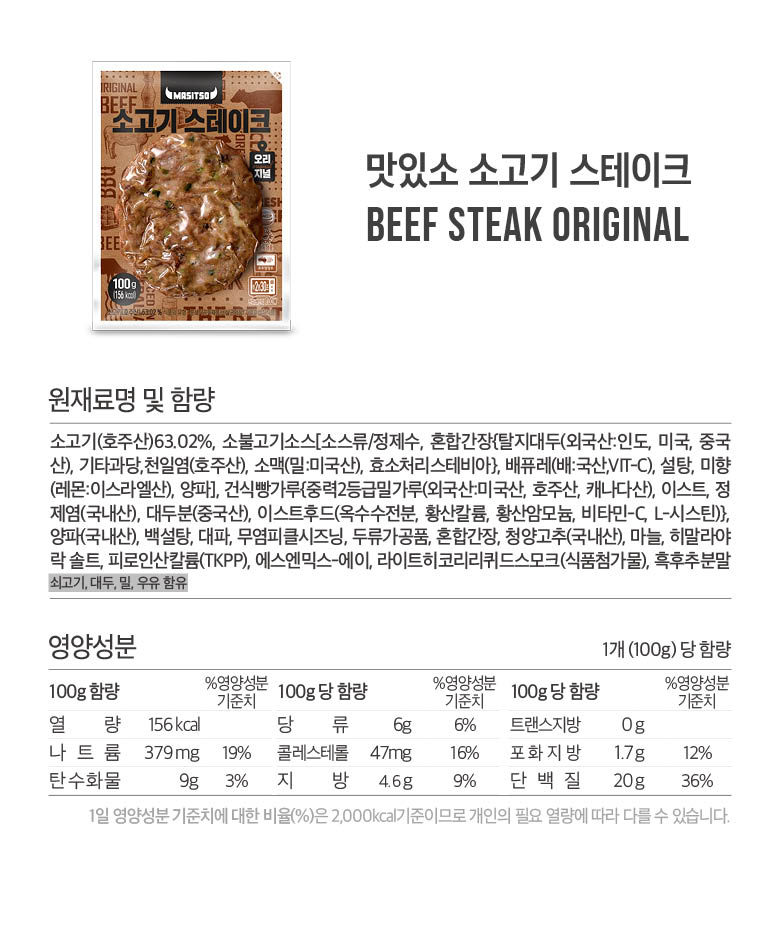 MASITSO
ORIGINAL
BEEF
소고기 스테이크
오리
지널
BBQ
BEEF
100g
(156 kcal)
THE BEST
맛있소 소고기 스테이크
BEEF STEAK ORIGINAL
원재료명 및 함량
소고기(호주산)63.02%, 소불고기소스[소스류/정제수, 혼합간장{탈지대두(외국산:인도, 미국, 중국
산), 기타과당,천일염(호주산), 소맥(밀:미국산), 효소처리스테비아}, 배퓨레(배:국산,VIT-C), 설탕, 미향
(레몬:이스라엘산), 양파], 건식빵가루{중력2등급밀가루(외국산:미국산, 호주산, 캐나다산), 이스트, 정
제염(국내산), 대두분(중국산), 이스트후드(옥수수전분, 황산칼륨, 황산암모늄, 비타민-C, L-시스틴)},
양파(국내산), 백설탕, 대파, 무염피클시즈닝, 두류가공품, 혼합간장, 청양고추(국내산), 마늘, 히말라야
락 솔트, 피로인산칼륨(TKPP), 에스엔믹스-에이, 라이트히코리리퀴드스모크(식품첨가물), 흑후추분말
쇠고기, 대두, 밀, 우유 함유
영양성분 1개 (100g) 당 함량
100g 함량 %영양성분 기준치 100g 당 함량 %영양성분 기준치 100g 당 함량 %영양성분 기준치
열 량 156 kcal 당 류 6g 6% 트랜스지방 0 g
나 트 륨 379 mg 19% 콜레스테롤 47mg 16% 포 화 지 방 1.7 g 12%
탄수화물 9g 3% 지 방 4.6 g 9% 단 백 질 20 g 36%
1일 영양성분 기준치에 대한 비율(%)은 2,000kcal기준이므로 개인의 필요 열량에 따라 다를 수 있습니다.